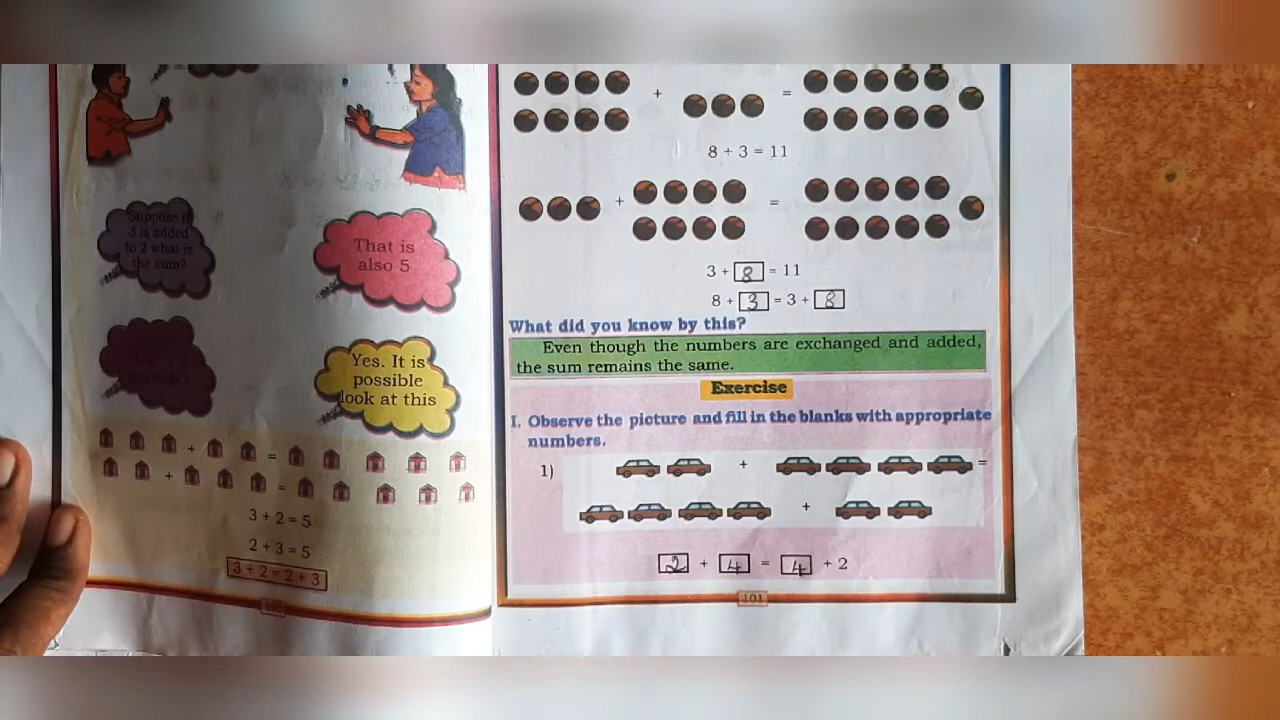 Suppose if
3 is added
to 2 what is
the sum?
That is
also 5
Yes. It is
possible
look at this
+ =
+ =
3 + 2 = 5
2 + 3 = 5
3 + 2 = 2 + 3
+ =
8 + 3 = 11
+ =
3 + 8 = 11
8 + 3 = 3 + 8
What did you know by this?
Even though the numbers are exchanged and added,
the sum remains the same.
Exercise
I. Observe the picture and fill in the blanks with appropriate
numbers.
1) + =
+
2 + 4 = 4 + 2
101